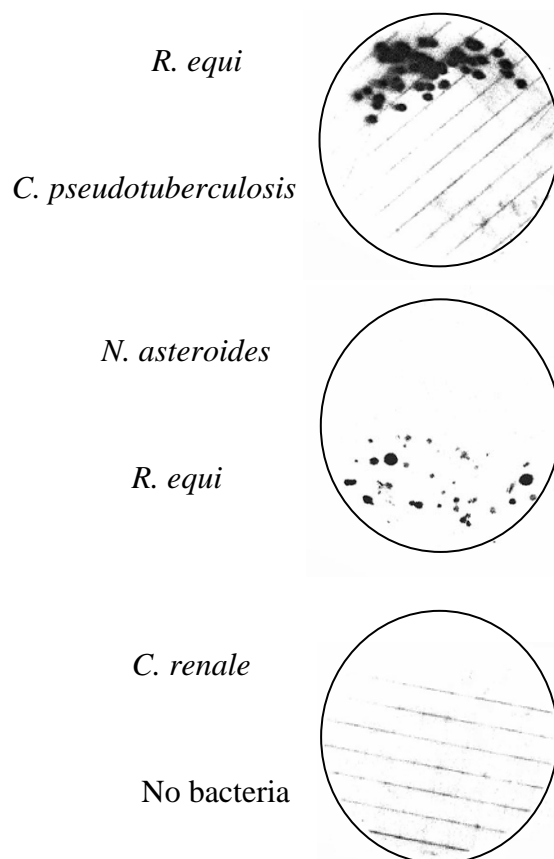 R. equi
C. pseudotuberculosis
N. asteroides
R. equi
C. renale
No bacteria